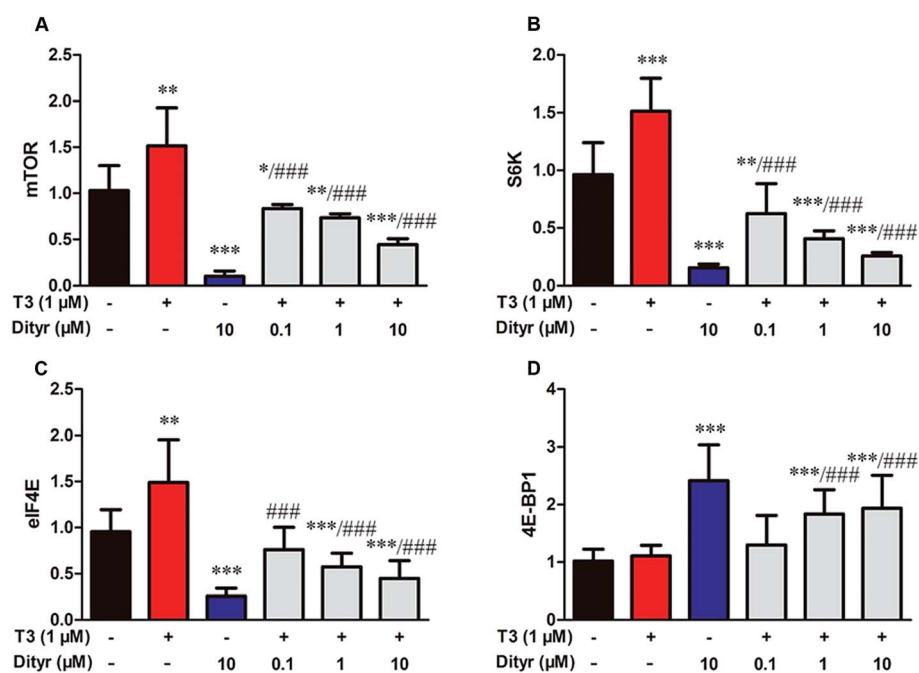 A
mTOR
2.5
2.0
1.5
1.0
0.5
0.0
**
***
*/###
**/###
***/###
T3 (1 μM) - + - + + +
Dityr (μM) - - 10 0.1 1 10
B
S6K
2.0
1.5
1.0
0.5
0.0
***
***
**/###
***/###
***/###
T3 (1 μM) - + - + + +
Dityr (μM) - - 10 0.1 1 10
C
eIF4E
2.5
2.0
1.5
1.0
0.5
0.0
**
***
###
***/###
***/###
T3 (1 μM) - + - + + +
Dityr (μM) - - 10 0.1 1 10
D
4E-BP1
4
3
2
1
0
***
***/###
***/###
T3 (1 μM) - + - + + +
Dityr (μM) - - 10 0.1 1 10